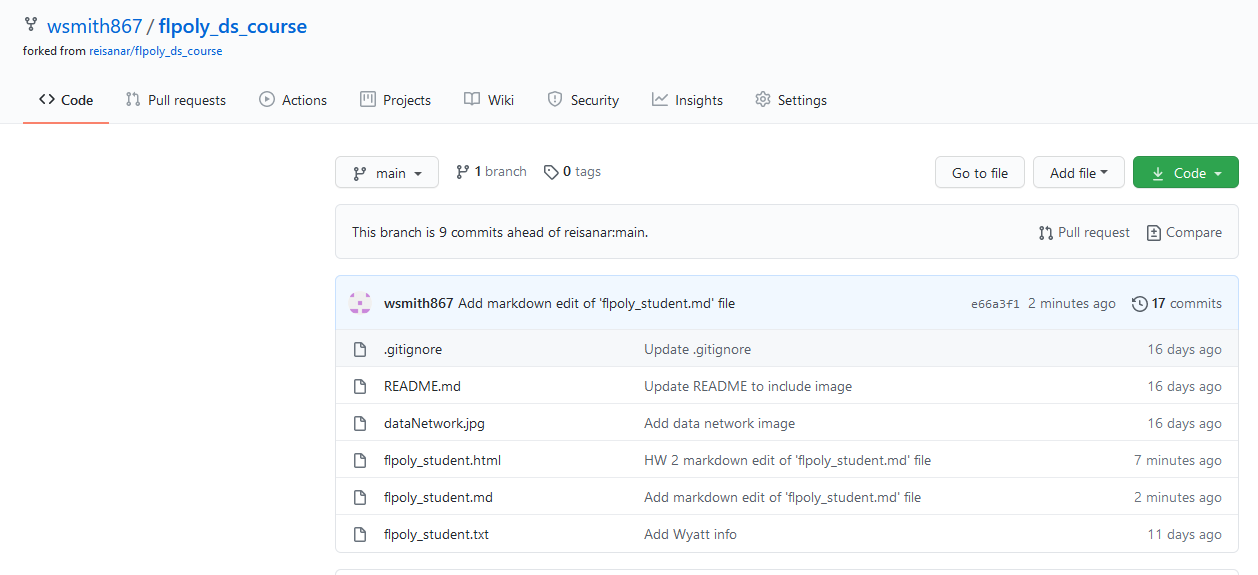 wsmith867 / flpoly_ds_course
forked from reisanar/flpoly_ds_course
Code Pull requests Actions Projects Wiki Security Insights Settings
main 1 branch 0 tags Go to file Add file Code
This branch is 9 commits ahead of reisanar:main. Pull request Compare
wsmith867 Add markdown edit of 'flpoly_student.md' file e66a3f1 2 minutes ago 17 commits
.gitignore Update .gitignore 16 days ago
README.md Update README to include image 16 days ago
dataNetwork.jpg Add data network image 16 days ago
flpoly_student.html HW 2 markdown edit of 'flpoly_student.md' file 7 minutes ago
flpoly_student.md Add markdown edit of 'flpoly_student.md' file 2 minutes ago
flpoly_student.txt Add Wyatt info 11 days ago